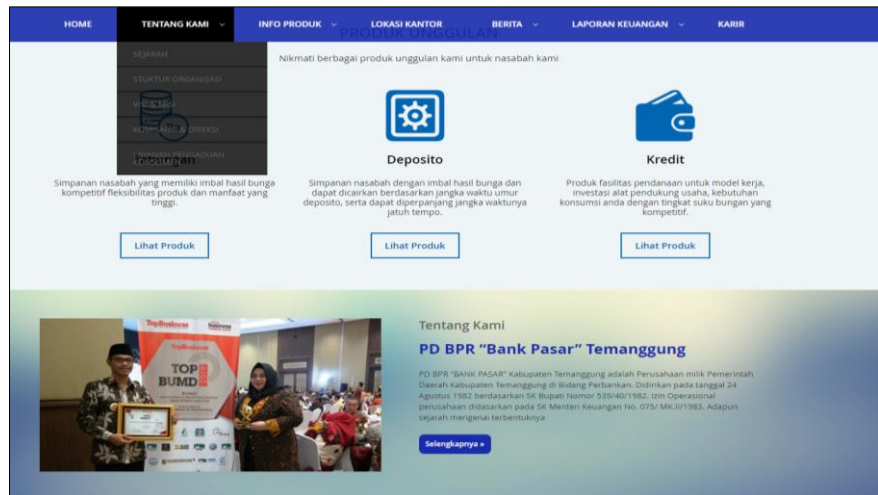 HOME TENTANG KAMI INFO PRODUK LOKASI KANTOR BERITA LAPORAN KEUANGAN KARIR
PRODUK UNGGULAN
SEJARAH
STUKTUR ORGANISASI
VISI & MISI
KOMISARIS & DIREKSI
LAYANAN PENGADUAN
KONSUMEN
Nikmati berbagai produk unggulan kami untuk nasabah kami
Tabungan
Simpanan nasabah yang memiliki imbal hasil bunga
kompetitif fleksibilitas produk dan manfaat yang
tinggi.
Lihat Produk
Deposito
Simpanan nasabah dengan imbal hasil bunga dan
dapat dicairkan berdasarkan jangka waktu umur
deposito, serta dapat diperpanjang jangka waktunya
jatuh tempo.
Lihat Produk
Kredit
Produk fasilitas pendanaan untuk model kerja,
investasi alat pendukung usaha, kebutuhan
konsumsi anda dengan tingkat suku bungan yang
kompetitif.
Lihat Produk
TopBusiness
TOP
BUMD
Tentang Kami
PD BPR “Bank Pasar” Temanggung
PD BPR "BANK PASAR" Kabupaten Temanggung adalah Perusahaan milik Pemerintah
Daerah Kabupaten Temanggung di Bidang Perbankan. Didirikan pada tanggal 24
Agustus 1982 berdasarkan SK Bupati Nomor 539/40/1982. Izin Operasional
perusahaan didasarkan pada SK Menteri Keuangan No. 075/ MK.II/1983. Adapun
sejarah mengenai terbentuknya
Selengkapnya »